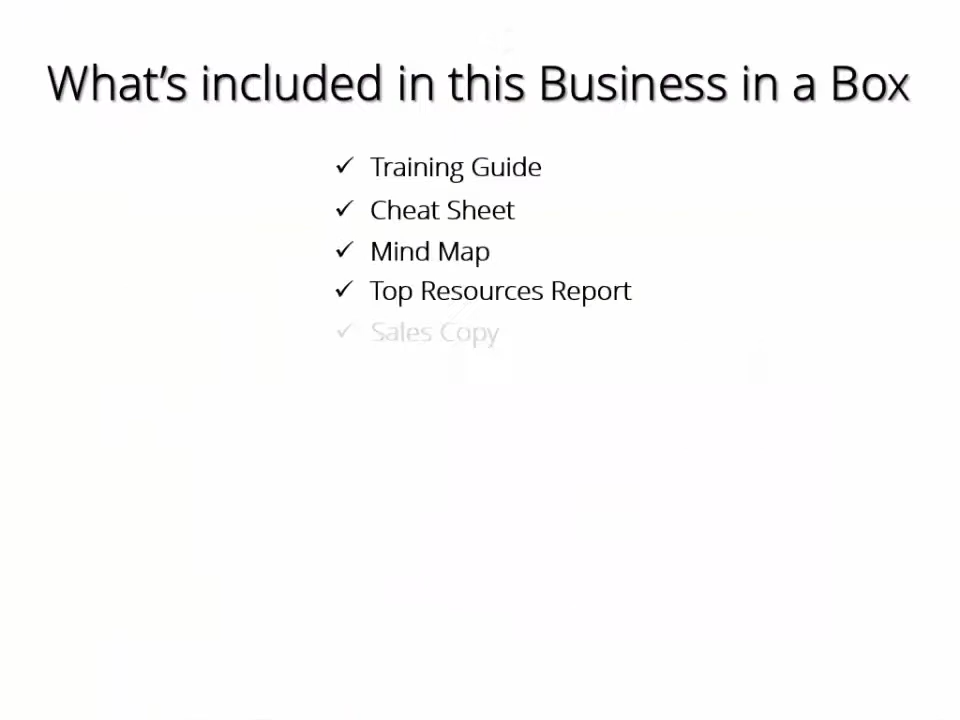 What’s included in this Business in a Box
✓ Training Guide
✓ Cheat Sheet
✓ Mind Map
✓ Top Resources Report
✓ Sales Copy